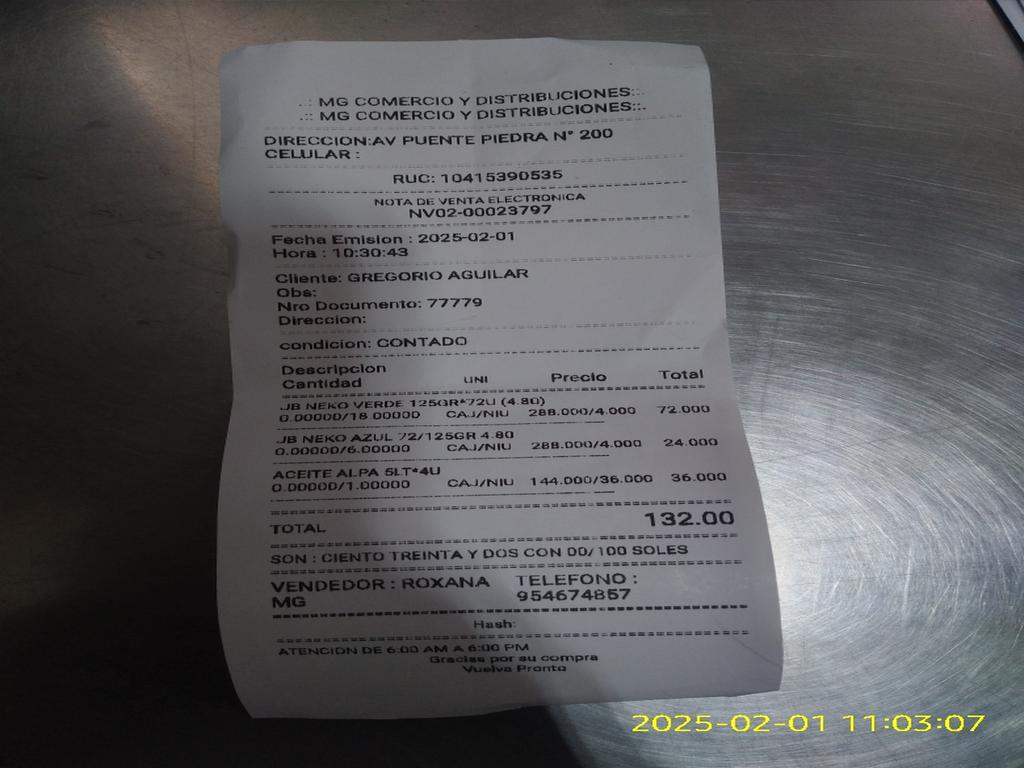 .:: MG COMERCIO Y DISTRIBUCIONES::.
.:: MG COMERCIO Y DISTRIBUCIONES::.
DIRECCION:AV PUENTE PIEDRA N° 200
CELULAR :
RUC: 10415390535
NOTA DE VENTA ELECTRONICA
NV02-00023797
Fecha Emision : 2025-02-01
Hora : 10:30:43
Cliente: GREGORIO AGUILAR
Obs:
Nro Documento: 77779
Direccion:
condicion: CONTADO
Descripcion
Cantidad UNI Precio Total
JB NEKO VERDE 125GR*72U (4.80)
0.00000/18.00000 CAJ/NIU 288.000/4.000 72.000
JB NEKO AZUL 72/125GR 4.80
0.00000/6.00000 CAJ/NIU 288.000/4.000 24.000
ACEITE ALPA 5LT*4U
0.00000/1.00000 CAJ/NIU 144.000/36.000 36.000
TOTAL 132.00
SON : CIENTO TREINTA Y DOS CON 00/100 SOLES
VENDEDOR : ROXANA TELEFONO :
MG 954674857
Hash:
ATENCION DE 6:00 AM A 6:00 PM
Gracias por su compra
Vuelva Pronto
2025-02-01 11:03:07